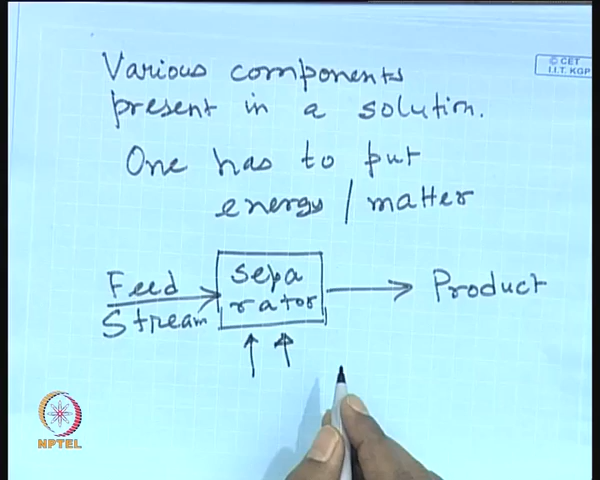 © CET
I.I.T. KGP
Various components
present in a solution.
One has to put
energy / matter
Feed
Stream
sepa
rator
Product
NPTEL